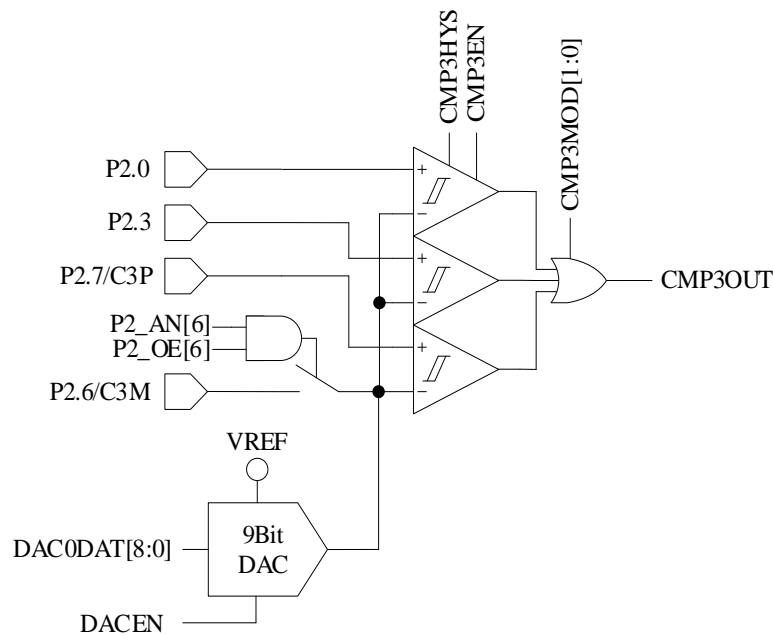 CMP3HYS
CMP3EN
CMP3MOD[1:0]
P2.0
+
−
P2.3
+
−
P2.7/C3P
+
−
CMP3OUT
P2_AN[6]
P2_OE[6]
P2.6/C3M
VREF
DAC0DAT[8:0]
9Bit
DAC
DACEN